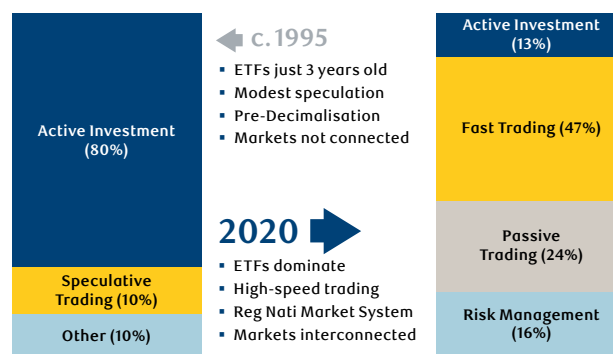 Active Investment
(80%)
Speculative
Trading (10%)
Other (10%)
c.1995
▪ ETFs just 3 years old
▪ Modest speculation
▪ Pre-Decimalisation
▪ Markets not connected
2020
▪ ETFs dominate
▪ High-speed trading
▪ Reg Nati Market System
▪ Markets interconnected
Active Investment
(13%)
Fast Trading (47%)
Passive
Trading (24%)
Risk Management
(16%)